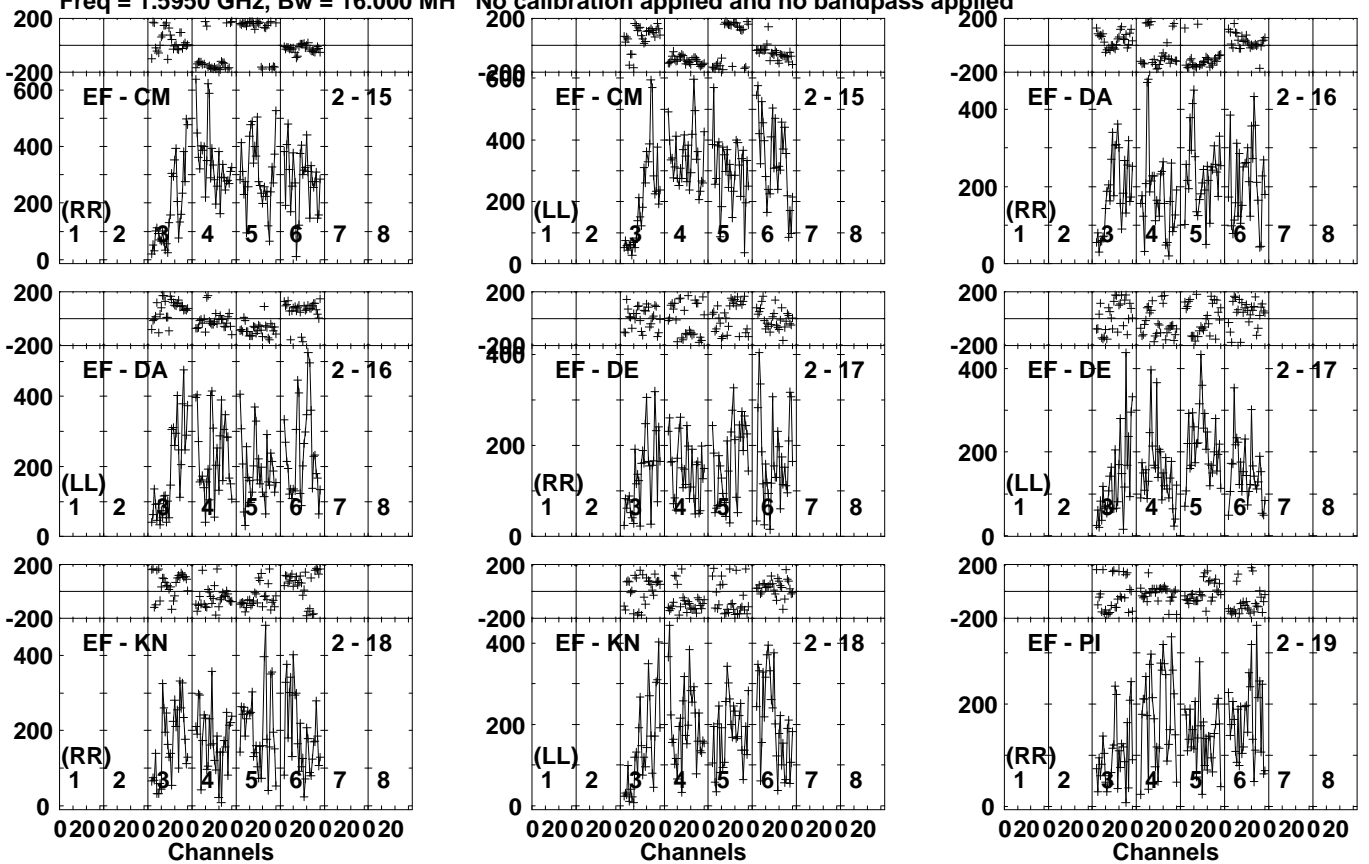 Freq = 1.5950 GHz, Bw = 16.000 MH No calibration applied and no bandpass applied
-200
600
400
200
0
EF - CM 2 - 15
(RR)
1 2 3 4 5 6 7 8
-200
600
400
200
0
EF - CM 2 - 15
(LL)
1 2 3 4 5 6 7 8
-200
400
200
0
EF - DA 2 - 16
(RR)
1 2 3 4 5 6 7 8
200
-200
400
200
0
EF - DA 2 - 16
(LL)
1 2 3 4 5 6 7 8
200
-200
400
200
0
EF - DE 2 - 17
(RR)
1 2 3 4 5 6 7 8
200
-200
400
200
0
EF - DE 2 - 17
(LL)
1 2 3 4 5 6 7 8
200
-200
400
200
0
EF - KN 2 - 18
(RR)
1 2 3 4 5 6 7 8
0 20 0 20 0 20 0 20 0 20 0 20 0 20 0 20
Channels
200
-200
400
200
0
EF - KN 2 - 18
(LL)
1 2 3 4 5 6 7 8
0 20 0 20 0 20 0 20 0 20 0 20 0 20 0 20
Channels
200
-200
200
0
EF - PI 2 - 19
(RR)
1 2 3 4 5 6 7 8
0 20 0 20 0 20 0 20 0 20 0 20 0 20 0 20
Channels